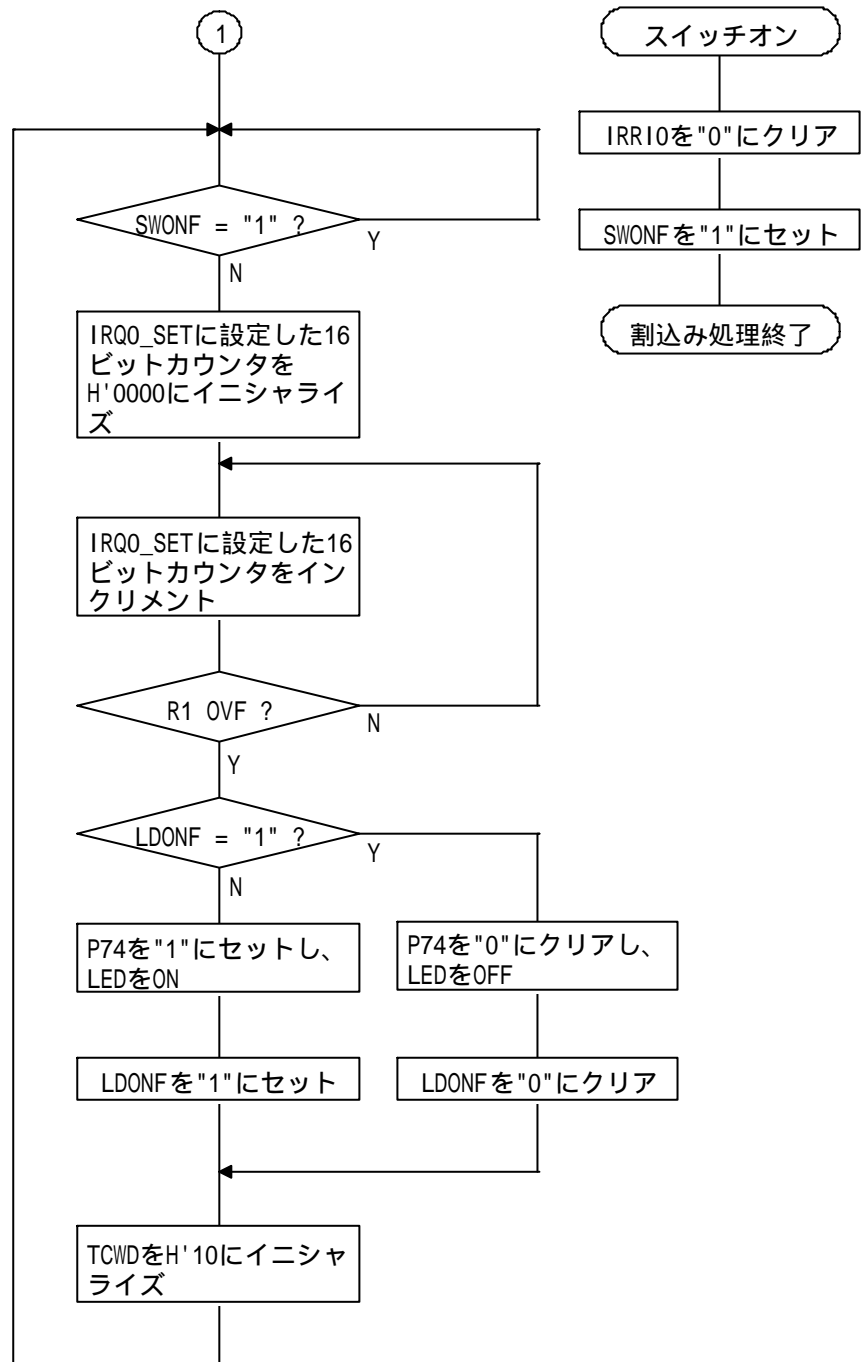 1
SWONF = "1" ?
Y
N
IRQ0_SETに設定した16
ビットカウンタを
H'0000にイニシャライ
ズ
IRQ0_SETに設定した16
ビットカウンタをイン
クリメント
R1 OVF ?
N
Y
LDONF = "1" ?
Y
N
P74を"1"にセットし、
LEDをON
P74を"0"にクリアし、
LEDをOFF
LDONFを"1"にセット
LDONFを"0"にクリア
TCWDをH'10にイニシャ
ライズ
スイッチオン
IRRI0を"0"にクリア
SWONFを"1"にセット
割込み処理終了